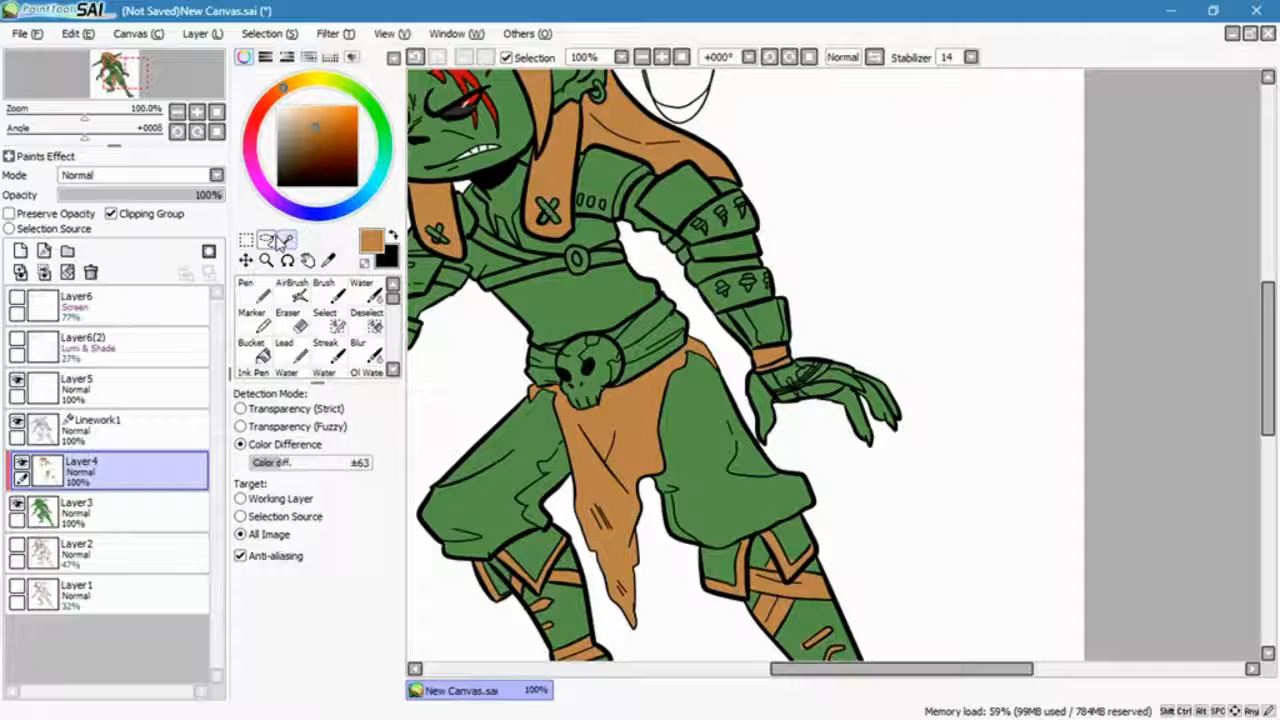 PaintTool SAI (Not Saved)New Canvas.sai (*)
File (F) Edit (E) Canvas (C) Layer (L) Selection (S) Filter (T) View (V) Window (W) Others (O)
Selection 100% +000° Normal Stabilizer 14
Zoom 100.0%
Angle +000°
Paints Effect
Mode Normal
Opacity 100%
Preserve Opacity Clipping Group
Selection Source
Layer6
Screen
77%
Layer6(2)
Lumi & Shade
27%
Layer5
Normal
100%
Linework1
Normal
100%
Layer4
Normal
100%
Layer3
Normal
100%
Layer2
Normal
47%
Layer1
Normal
32%
Pen AirBrush Brush Water
Marker Eraser Select Deselect
Bucket Lead Streak Blur
Ink Pen Water Water Oil Wate
Detection Mode:
Transparency (Strict)
Transparency (Fuzzy)
Color Difference
Color diff. ±63
Target:
Working Layer
Selection Source
All Image
Anti-aliasing
New Canvas.sai 100%
Memory load: 59% (99MB used / 784MB reserved) Shift Ctrl Alt SPC Any